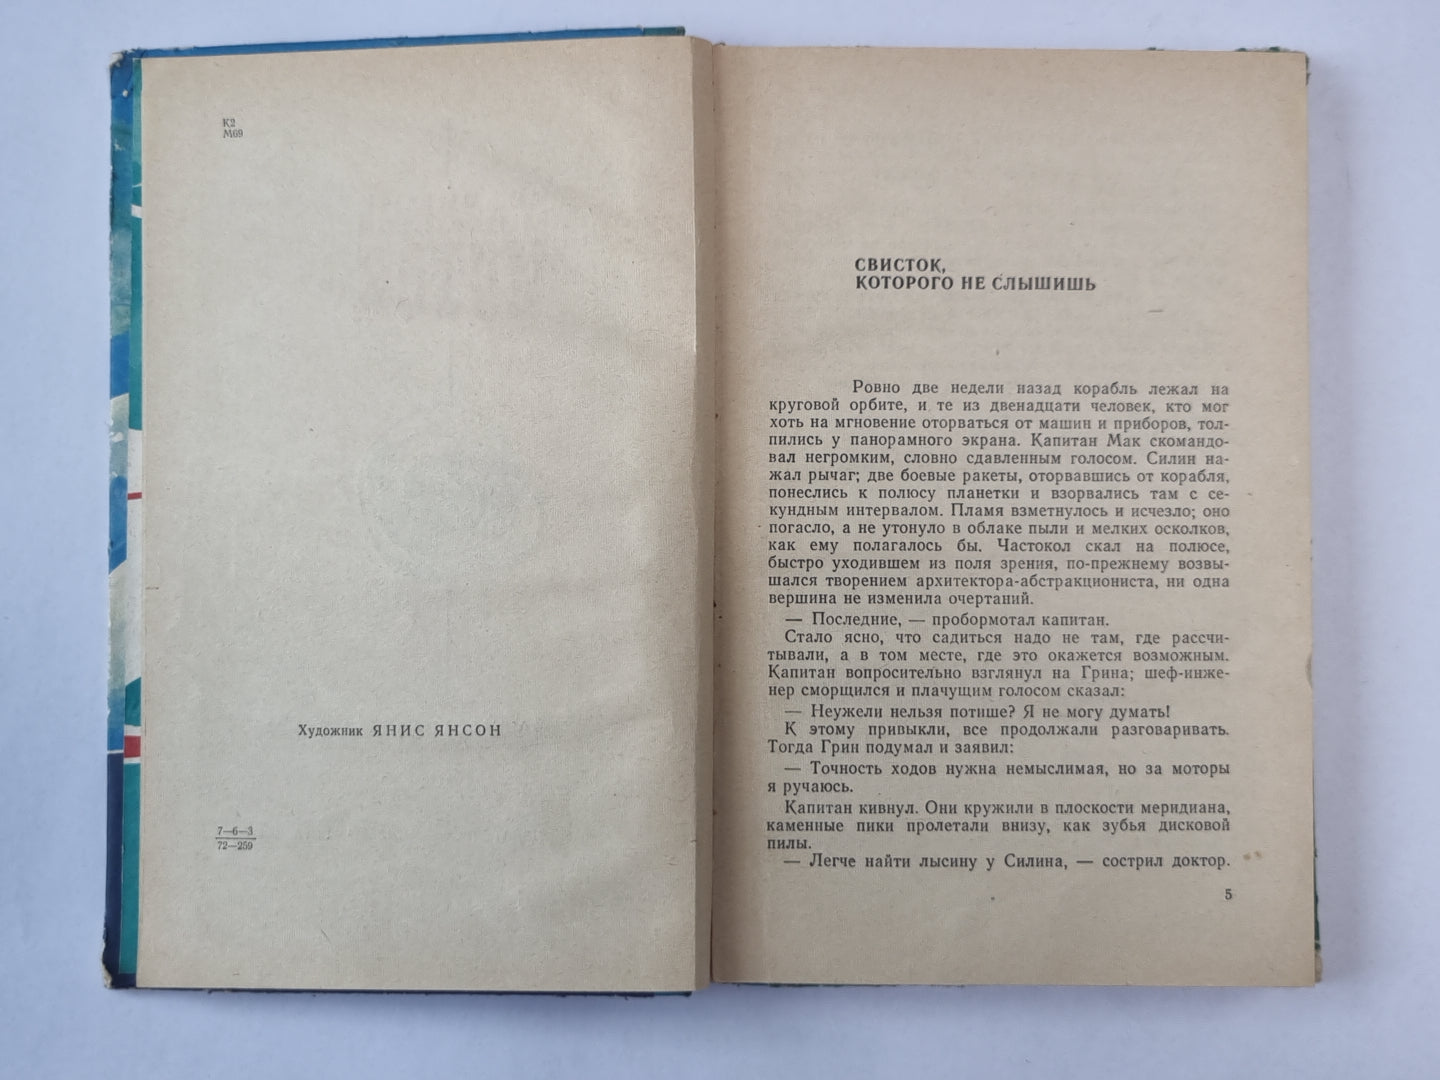 К2
М69
Художник ЯНИС ЯНСОН
7—6—3
72—259
СВИСТОК,
КОТОРОГО НЕ СЛЫШИШЬ
Ровно две недели назад корабль лежал на
круговой орбите, и те из двенадцати человек, кто мог
хоть на мгновение оторваться от машин и приборов, тол-
пились у панорамного экрана. Капитан Мак скомандо-
вал негромким, словно сдавленным голосом. Силин на-
жал рычаг; две боевые ракеты, оторвавшись от корабля,
понеслись к полюсу планетки и взорвались там с се-
кундным интервалом. Пламя взметнулось и исчезло; оно
погасло, а не утонуло в облаке пыли и мелких осколков,
как ему полагалось бы. Частокол скал на полюсе,
быстро уходившем из поля зрения, по-прежнему возвы-
шался творением архитектора-абстракциониста, ни одна
вершина не изменила очертаний.
— Последние, — пробормотал капитан.
Стало ясно, что садиться надо не там, где рассчи-
тывали, а в том месте, где это окажется возможным.
Капитан вопросительно взглянул на Грина; шеф-инже-
нер сморщился и плачущим голосом сказал:
— Неужели нельзя потише? Я не могу думать!
К этому привыкли, все продолжали разговаривать.
Тогда Грин подумал и заявил:
— Точность ходов нужна немыслимая, но за моторы
я ручаюсь.
Капитан кивнул. Они кружили в плоскости меридиана,
каменные пики пролетали внизу, как зубья дисковой
пилы.
— Легче найти лысину у Силина, — сострил доктор.
5